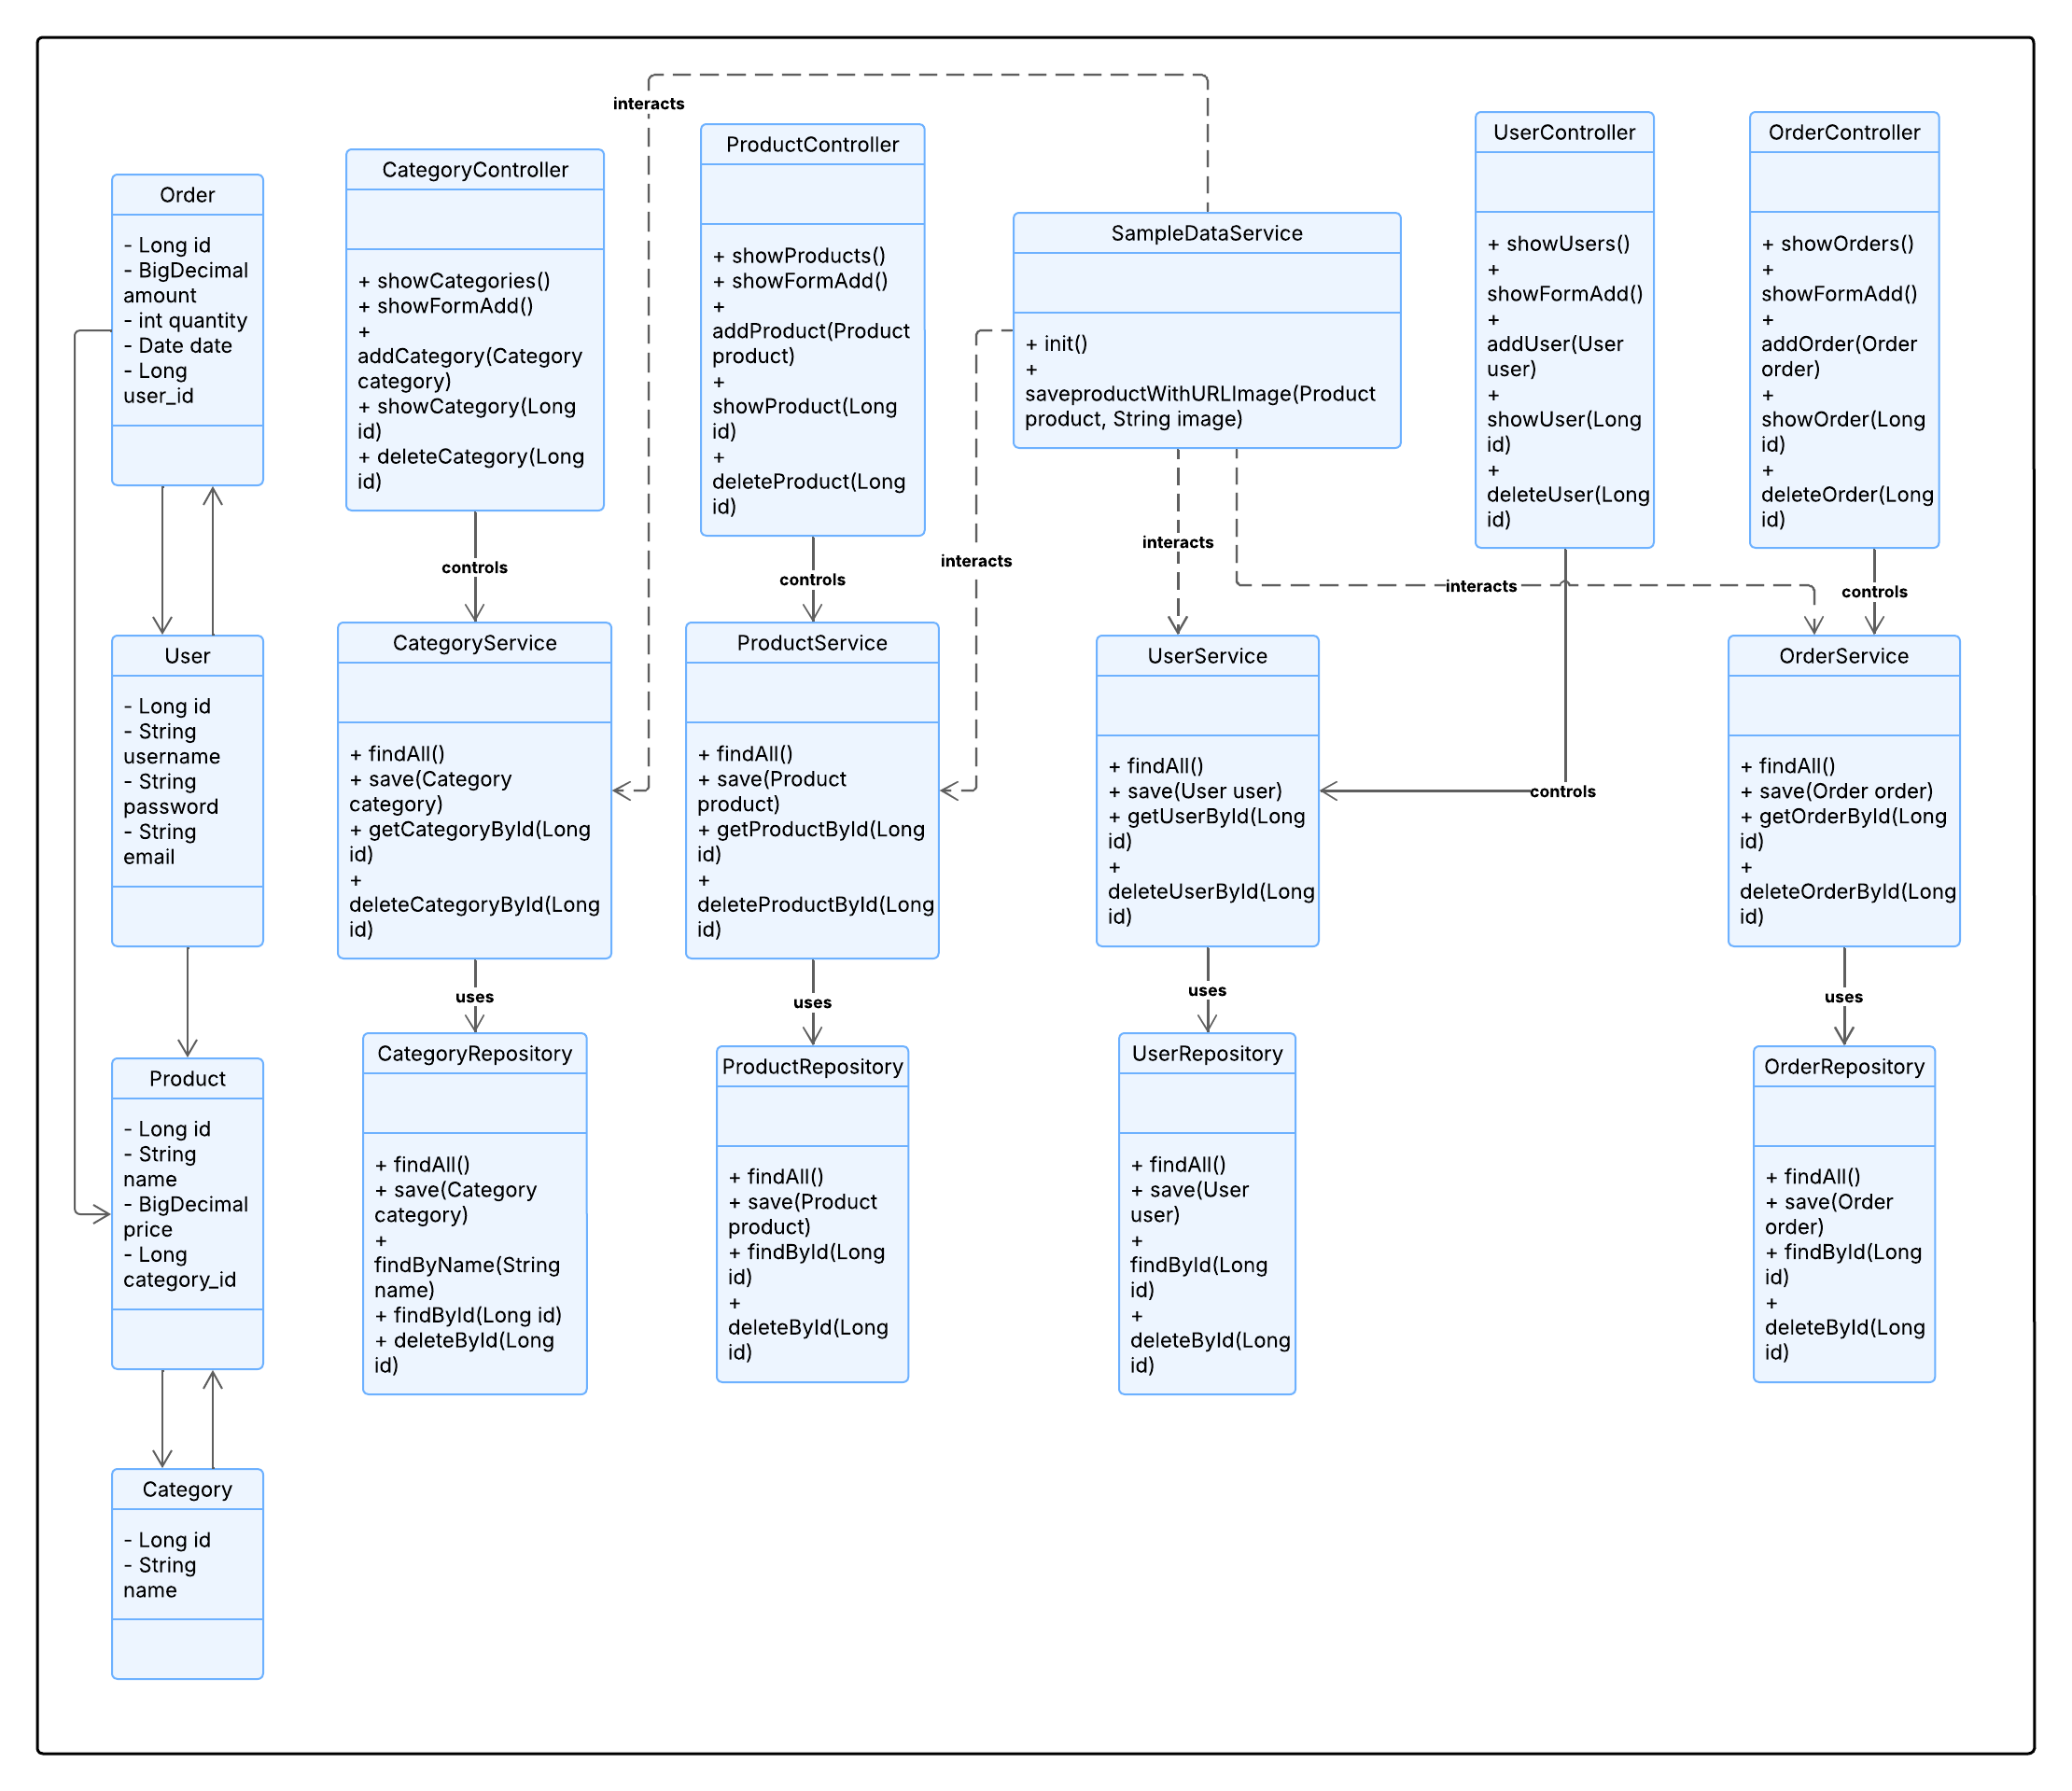 Order
- Long id
- BigDecimal
amount
- int quantity
- Date date
- Long
user_id
User
- Long id
- String
username
- String
password
- String
email
Product
- Long id
- String
name
- BigDecimal
price
- Long
category_id
Category
- Long id
- String
name
CategoryController
+ showCategories()
+ showFormAdd()
+
addCategory(Category
category)
+ showCategory(Long
id)
+ deleteCategory(Long
id)
controls
CategoryService
+ findAll()
+ save(Category
category)
+ getCategoryById(Long
id)
+
deleteCategoryById(Long
id)
uses
CategoryRepository
+ findAll()
+ save(Category
category)
+
findByName(String
name)
+ findById(Long id)
+ deleteById(Long
id)
interacts
ProductController
+ showProducts()
+ showFormAdd()
+
addProduct(Product
product)
+
showProduct(Long
id)
+
deleteProduct(Long
id)
controls
ProductService
+ findAll()
+ save(Product
product)
+ getProductById(Long
id)
+
deleteProductById(Long
id)
uses
ProductRepository
+ findAll()
+ save(Product
product)
+ findById(Long
id)
+
deleteById(Long
id)
interacts
SampleDataService
+ init()
+
saveproductWithURLImage(Product
product, String image)
interacts
UserService
+ findAll()
+ save(User user)
+ getUserById(Long
id)
+
deleteUserById(Long
id)
uses
UserRepository
+ findAll()
+ save(User
user)
+
findById(Long
id)
+
deleteById(Long
id)
UserController
+ showUsers()
+
showFormAdd()
+
addUser(User
user)
+
showUser(Long
id)
+
deleteUser(Long
id)
interacts
controls
OrderController
+ showOrders()
+
showFormAdd()
+
addOrder(Order
order)
+
showOrder(Long
id)
+
deleteOrder(Long
id)
controls
OrderService
+ findAll()
+ save(Order order)
+ getOrderById(Long
id)
+
deleteOrderById(Long
id)
uses
OrderRepository
+ findAll()
+ save(Order
order)
+ findById(Long
id)
+
deleteById(Long
id)